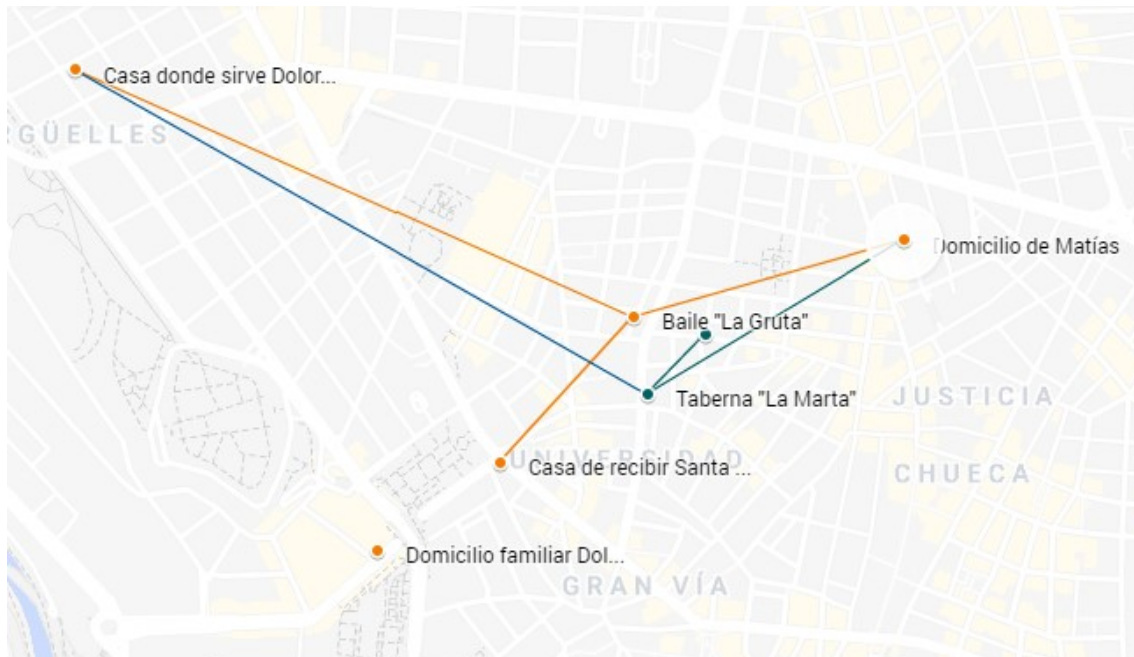 Casa donde sirve Dolor...
RGÜELLES
Domicilio de Matías
Baile "La Gruta"
Taberna "La Marta"
JUSTICIA
UNIVERSIDAD
Casa de recibir Santa ...
CHUECA
Domicilio familiar Dol...
GRAN VÍA